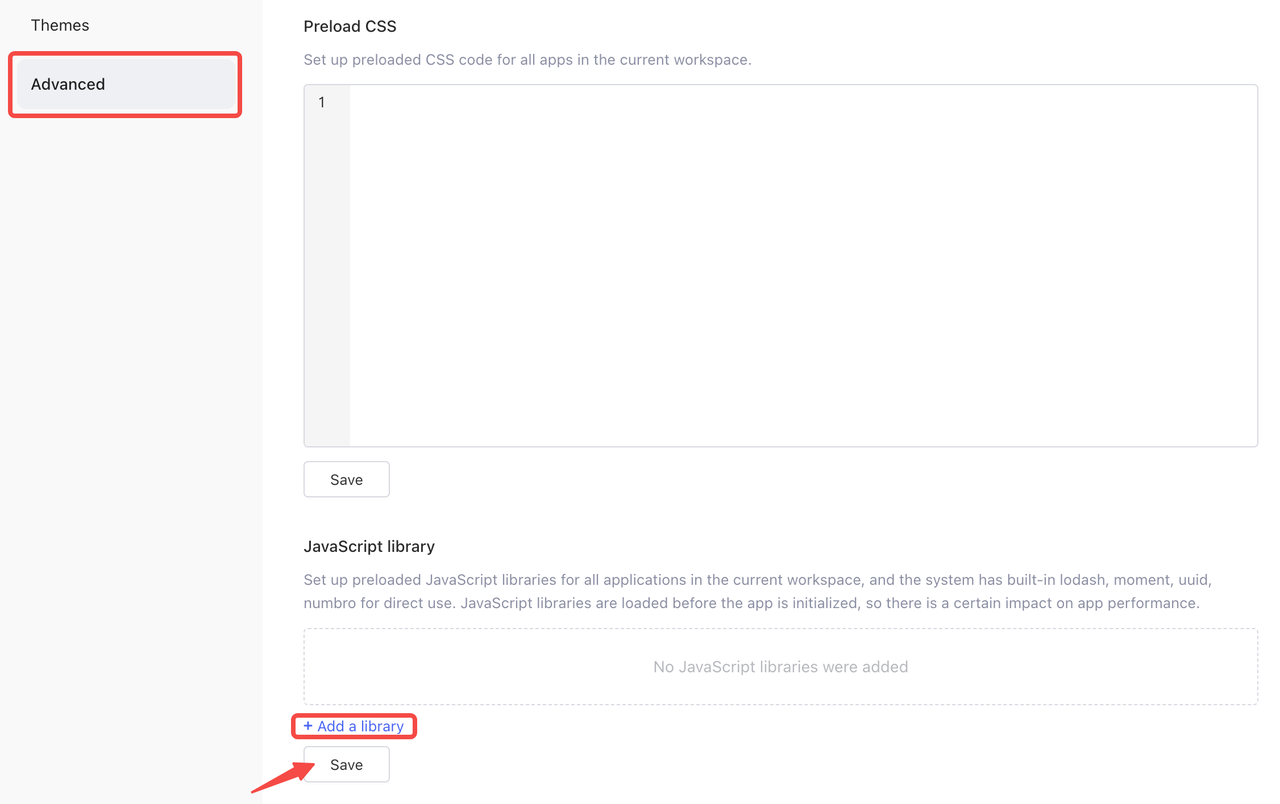 Themes
Advanced
Preload CSS
Set up preloaded CSS code for all apps in the current workspace.
1
Save
JavaScript library
Set up preloaded JavaScript libraries for all applications in the current workspace, and the system has built-in lodash, moment, uuid,
numbro for direct use. JavaScript libraries are loaded before the app is initialized, so there is a certain impact on app performance.
No JavaScript libraries were added
+ Add a library
Save